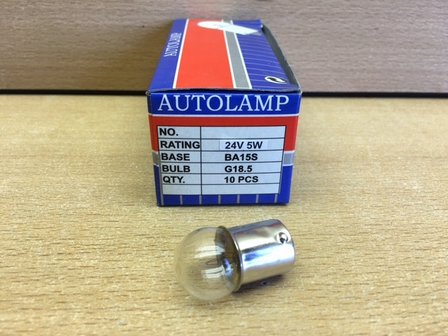 AUTOLAMP
AUTOLAMP
NO.
RATING 24V 5W
BASE BA15S
BULB G18.5
QTY. 10 PCS